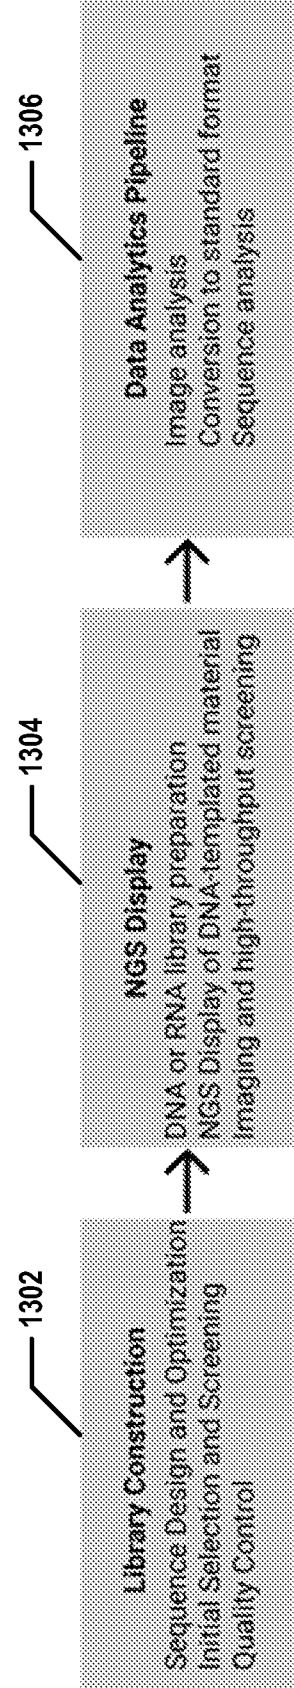 1302
Library Construction
Sequence Design and Optimization
Initial Selection and Screening
Quality Control
1304
NGS Display
DNA or RNA library preparation
NGS Display of DNA-templated material
Imaging and high-throughput screening
1306
Data Analytics Pipeline
Image analysis
Conversion to standard format
Sequence analysis